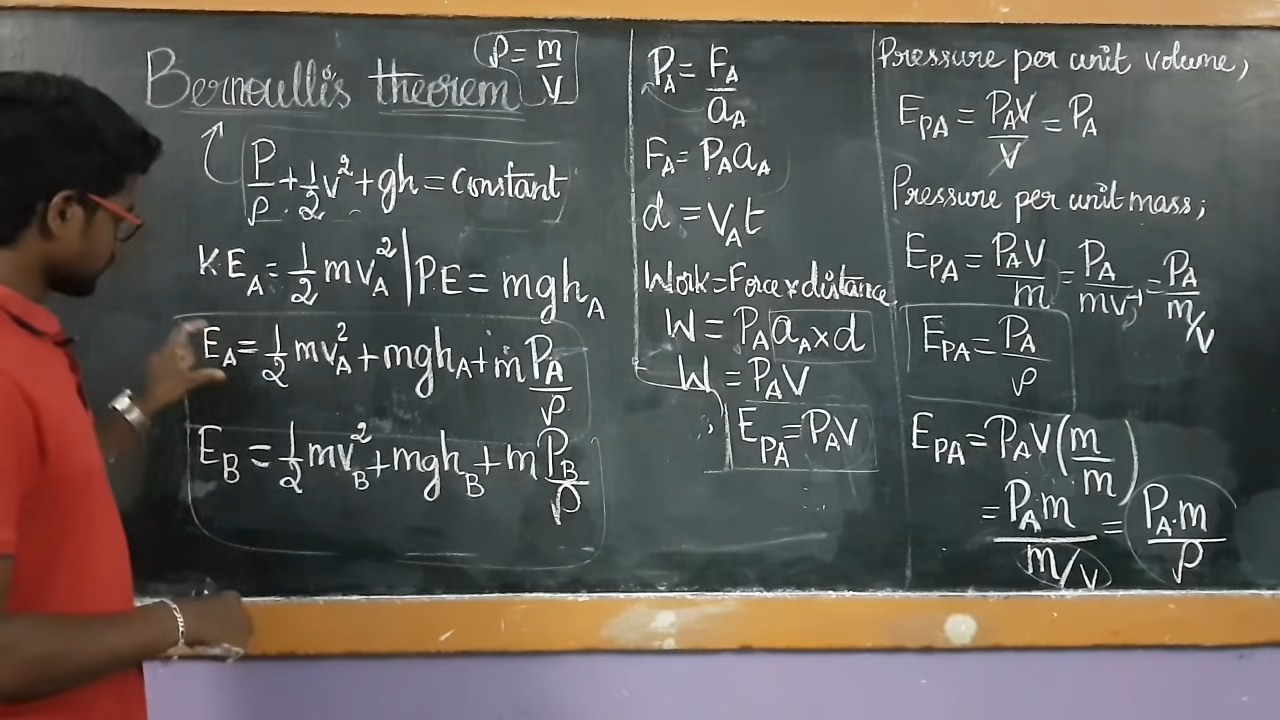 Bernoulli's theorem
ρ = m/V
P/ρ + 1/2 v² + gh = Constant
KE_A = 1/2 mv_A² | P.E = mgh_A
E_A = 1/2 mv_A² + mgh_A + m P_A/ρ
E_B = 1/2 mv_B² + mgh_B + m P_B/ρ
P_A = F_A/a_A
F_A = P_A a_A
d = V_A t
Work = Force × distance
W = P_A a_A × d
W = P_A V
E_PA = P_A V
Pressure per unit volume;
E_PA = P_A V/V = P_A
Pressure per unit mass;
E_PA = P_A V/m = P_A/mv⁻¹ = P_A/m/V
E_PA = P_A/ρ
E_PA = P_A V (m/m)
= P_A·m/m/V = P_A·m/ρ